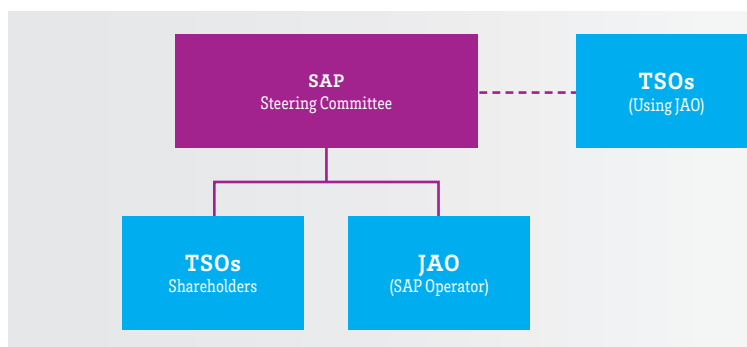 SAP
Steering Committee
TSOs
(Using JAO)
TSOs
Shareholders
JAO
(SAP Operator)